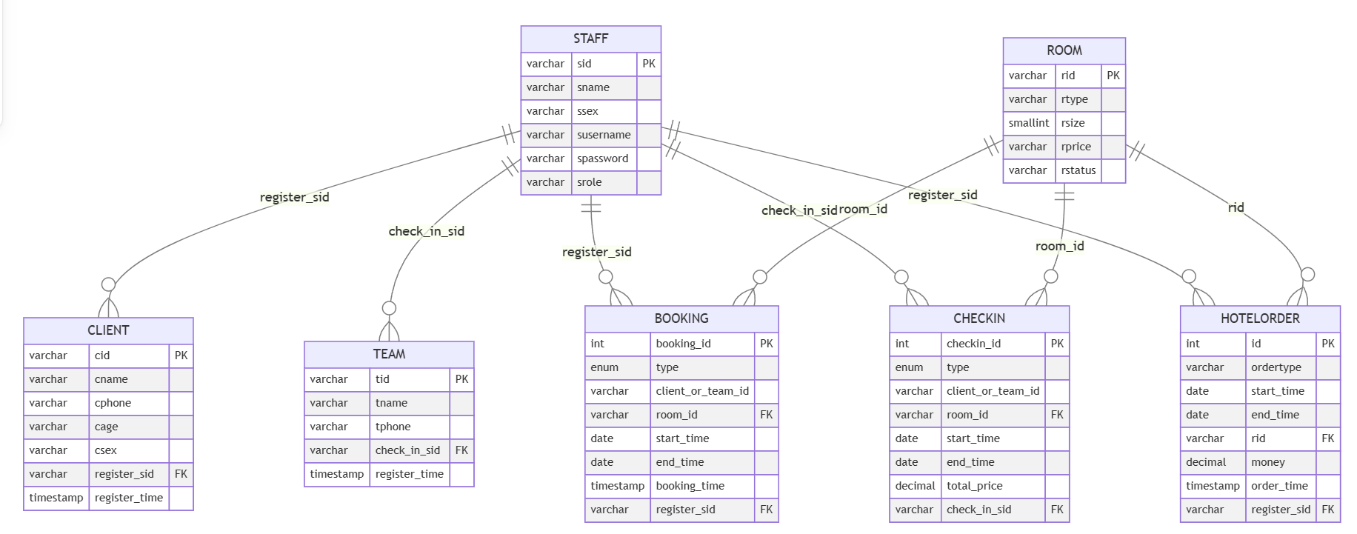 STAFF
varchar sid PK
varchar sname
varchar ssex
varchar susername
varchar spassword
varchar srole
ROOM
varchar rid PK
varchar rtype
smallint rsize
varchar rprice
varchar rstatus
register_sid
check_in_sid
register_sid
check_in_sid
room_id
register_sid
room_id
rid
CLIENT
varchar cid PK
varchar cname
varchar cphone
varchar cage
varchar csex
varchar register_sid FK
timestamp register_time
TEAM
varchar tid PK
varchar tname
varchar tphone
varchar check_in_sid FK
timestamp register_time
BOOKING
int booking_id PK
enum type
varchar client_or_team_id
varchar room_id FK
date start_time
date end_time
timestamp booking_time
varchar register_sid FK
CHECKIN
int checkin_id PK
enum type
varchar client_or_team_id
varchar room_id FK
date start_time
date end_time
decimal total_price
varchar check_in_sid FK
HOTELORDER
int id PK
varchar ordertype
date start_time
date end_time
varchar rid FK
decimal money
timestamp order_time
varchar register_sid FK